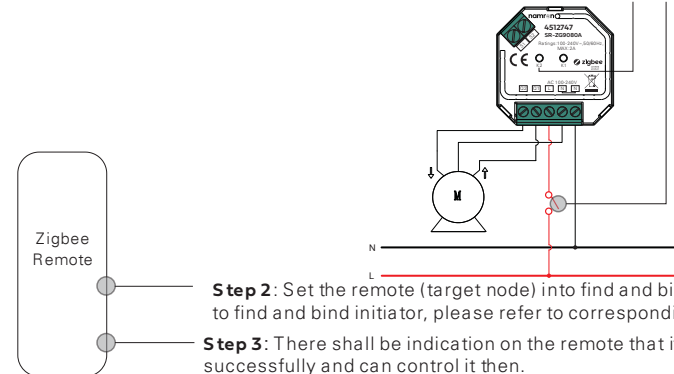 namron
4512747
SR-ZG9080A
Ratings: 100-240V~, 50/60Hz
MAX: 2A
CE
K2 K1
zigbee
AC 100-240V
M
Zigbee
Remote
N
L
Step 2: Set the remote (target node) into find and bi
to find and bind initiator, please refer to correspondi
Step 3: There shall be indication on the remote that i
successfully and can control it then.